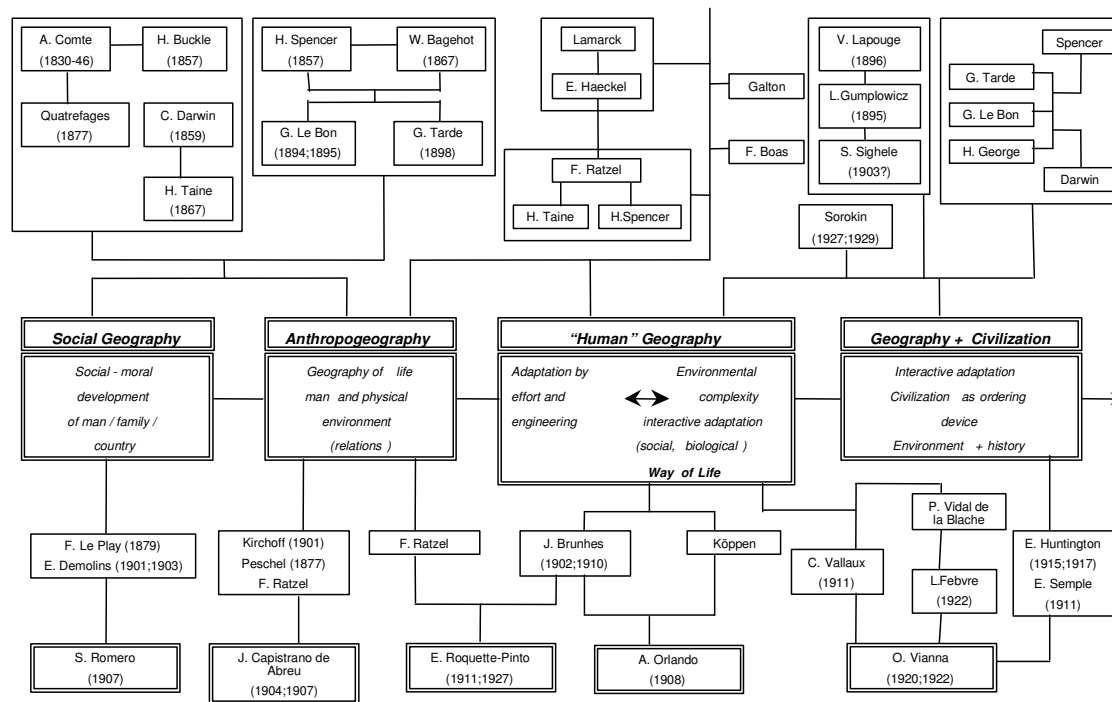 A. Comte
(1830-46)
H. Buckle
(1857)
Quatrefages
(1877)
C. Darwin
(1859)
H. Taine
(1867)
H. Spencer
(1857)
W. Bagehot
(1867)
G. Le Bon
(1894;1895)
G. Tarde
(1898)
Lamarck
E. Haeckel
F. Ratzel
H. Taine
H.Spencer
Galton
F. Boas
V. Lapouge
(1896)
L.Gumplowicz
(1895)
S. Sighele
(1903?)
Sorokin
(1927;1929)
Spencer
G. Tarde
G. Le Bon
H. George
Darwin
Social Geography
Social - moral
development
of man / family /
country
Anthropogeography
Geography of life
man and physical
environment
(relations )
"Human" Geography
Adaptation by
effort and
engineering
Environmental
complexity
interactive adaptation
(social, biological )
Way of Life
Geography + Civilization
Interactive adaptation
Civilization as ordering
device
Environment + history
F. Le Play (1879)
E. Demolins (1901;1903)
Kirchoff (1901)
Peschel (1877)
F. Ratzel
F. Ratzel
J. Brunhes
(1902;1910)
Köppen
C. Vallaux
(1911)
P. Vidal de
la Blache
L.Febvre
(1922)
E. Huntington
(1915;1917)
E. Semple
(1911)
S. Romero
(1907)
J. Capistrano de
Abreu
(1904;1907)
E. Roquette-Pinto
(1911;1927)
A. Orlando
(1908)
O. Vianna
(1920;1922)